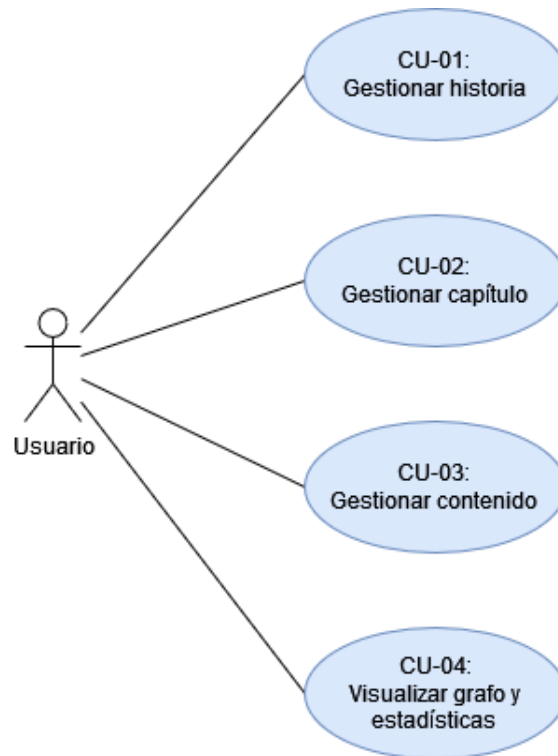 CU-01:
Gestionar historia
CU-02:
Gestionar capítulo
Usuario
CU-03:
Gestionar contenido
CU-04:
Visualizar grafo y
estadísticas